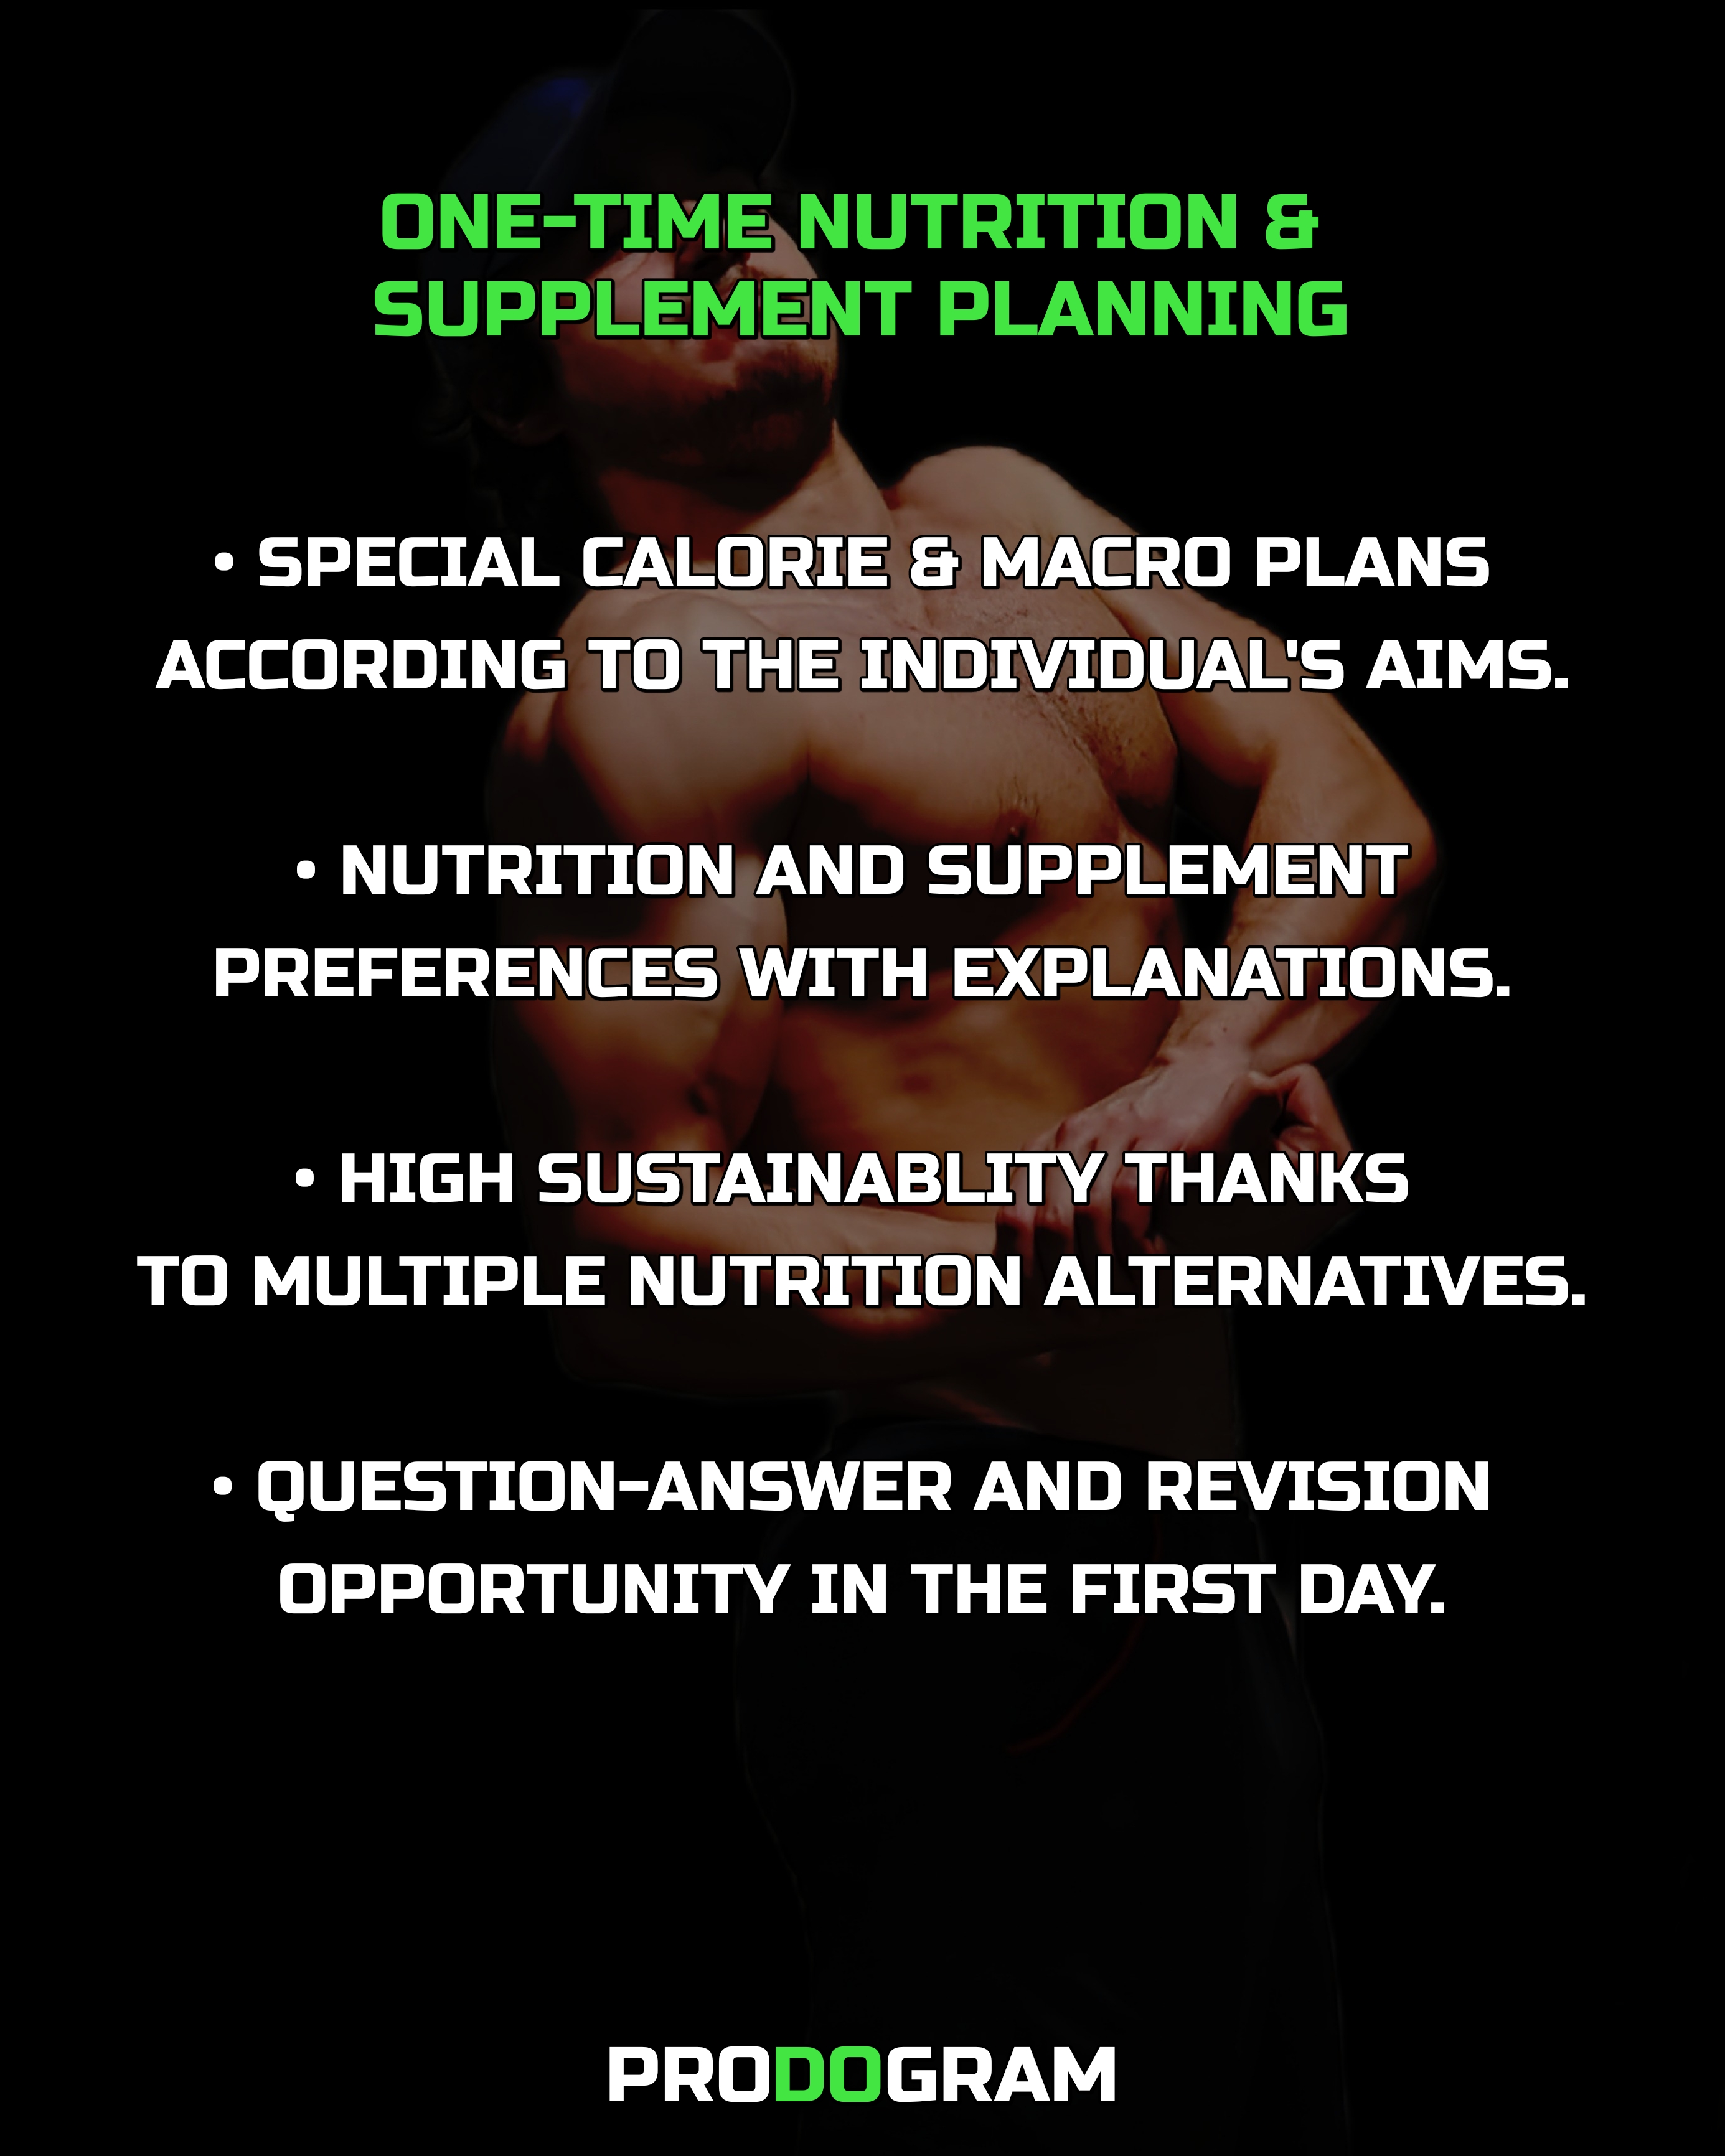 ONE-TIME NUTRITION &
SUPPLEMENT PLANNING
• SPECIAL CALORIE & MACRO PLANS
ACCORDING TO THE INDIVIDUAL'S AIMS.
• NUTRITION AND SUPPLEMENT
PREFERENCES WITH EXPLANATIONS.
• HIGH SUSTAINABLITY THANKS
TO MULTIPLE NUTRITION ALTERNATIVES.
• QUESTION-ANSWER AND REVISION
OPPORTUNITY IN THE FIRST DAY.
PRODOGRAM